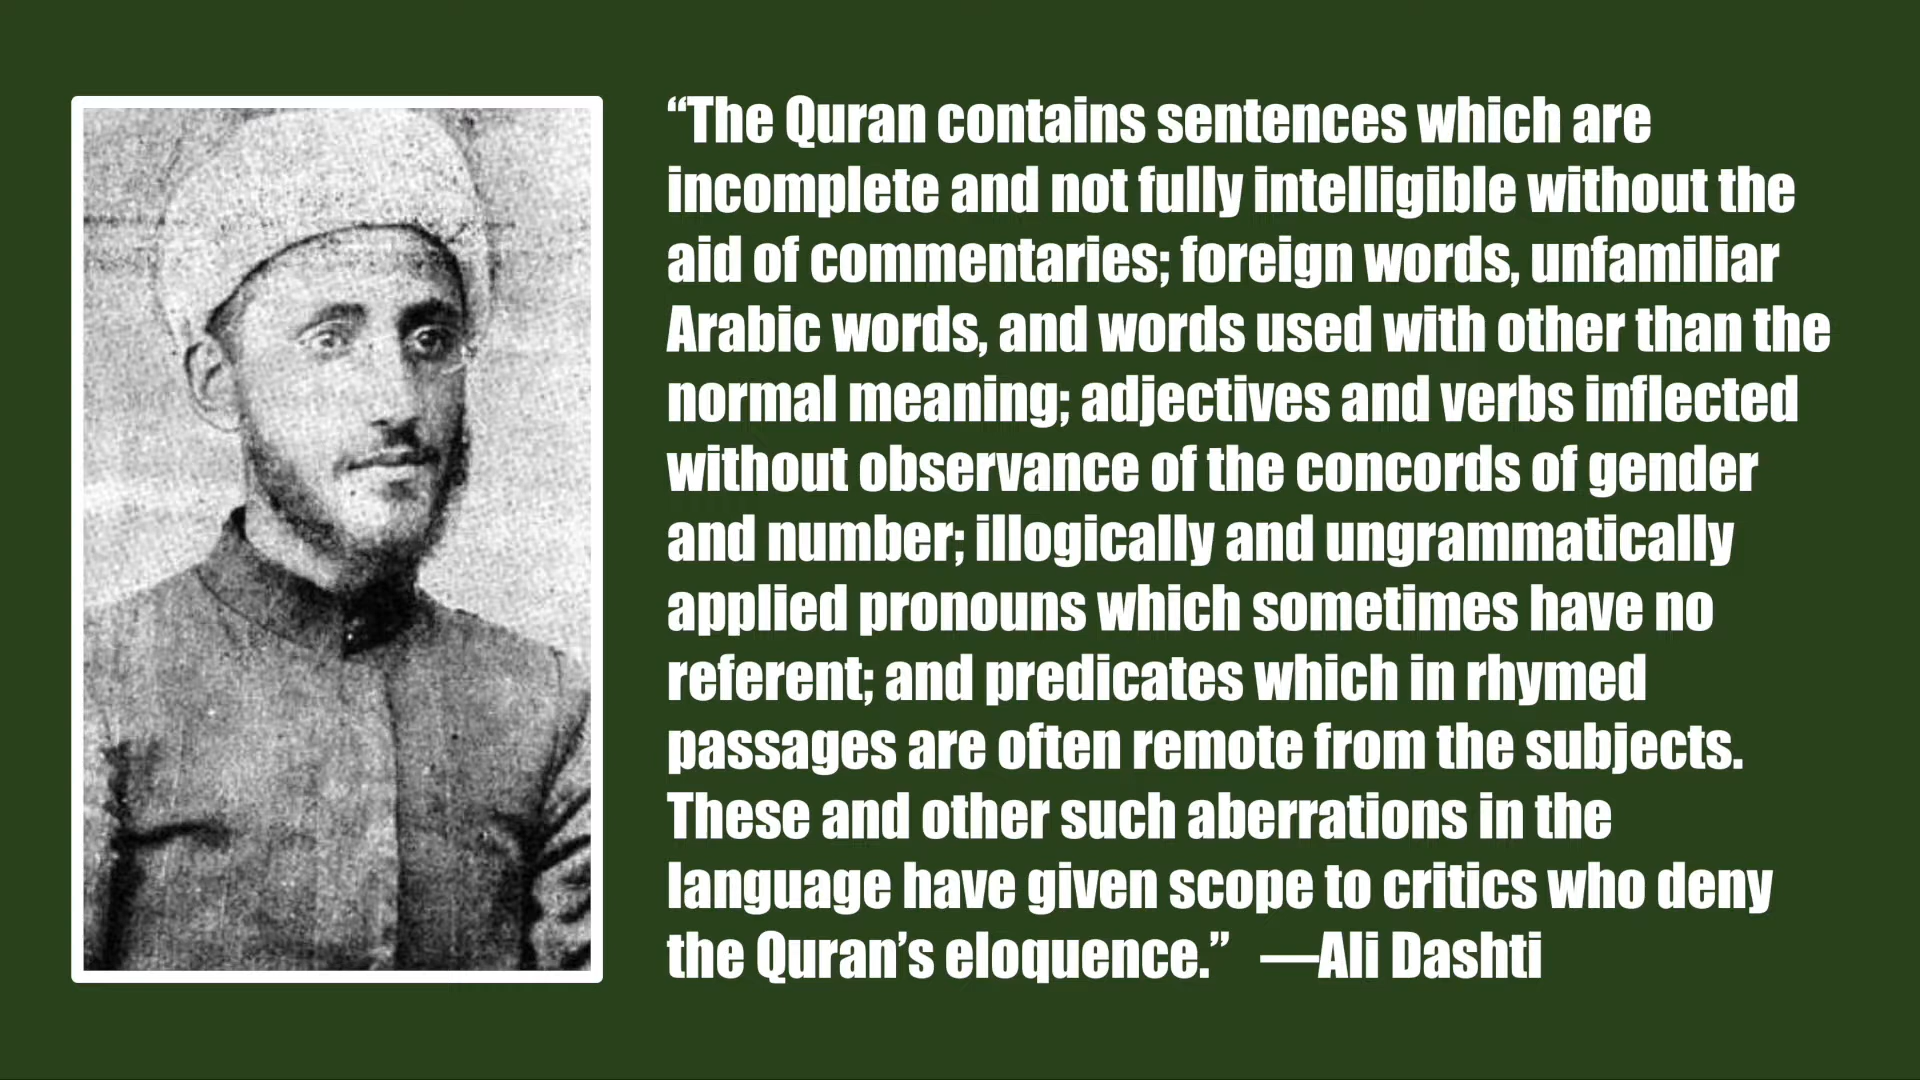 “The Quran contains sentences which are
incomplete and not fully intelligible without the
aid of commentaries; foreign words, unfamiliar
Arabic words, and words used with other than the
normal meaning; adjectives and verbs inflected
without observance of the concords of gender
and number; illogically and ungrammatically
applied pronouns which sometimes have no
referent; and predicates which in rhymed
passages are often remote from the subjects.
These and other such aberrations in the
language have given scope to critics who deny
the Quran’s eloquence.” —Ali Dashti